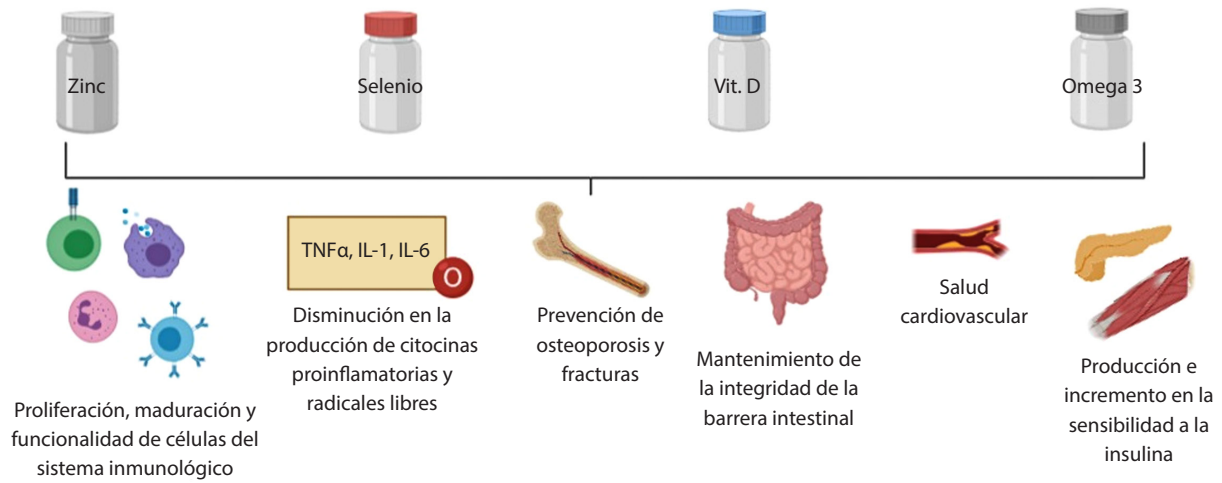 Zinc
Selenio
Vit. D
Omega 3
TNFα, IL-1, IL-6
O
Proliferación, maduración y
funcionalidad de células del
sistema inmunológico
Disminución en la
producción de citocinas
proinflamatorias y
radicales libres
Prevención de
osteoporosis y
fracturas
Mantenimiento de
la integridad de la
barrera intestinal
Salud
cardiovascular
Producción e
incremento en la
sensibilidad a la
insulina